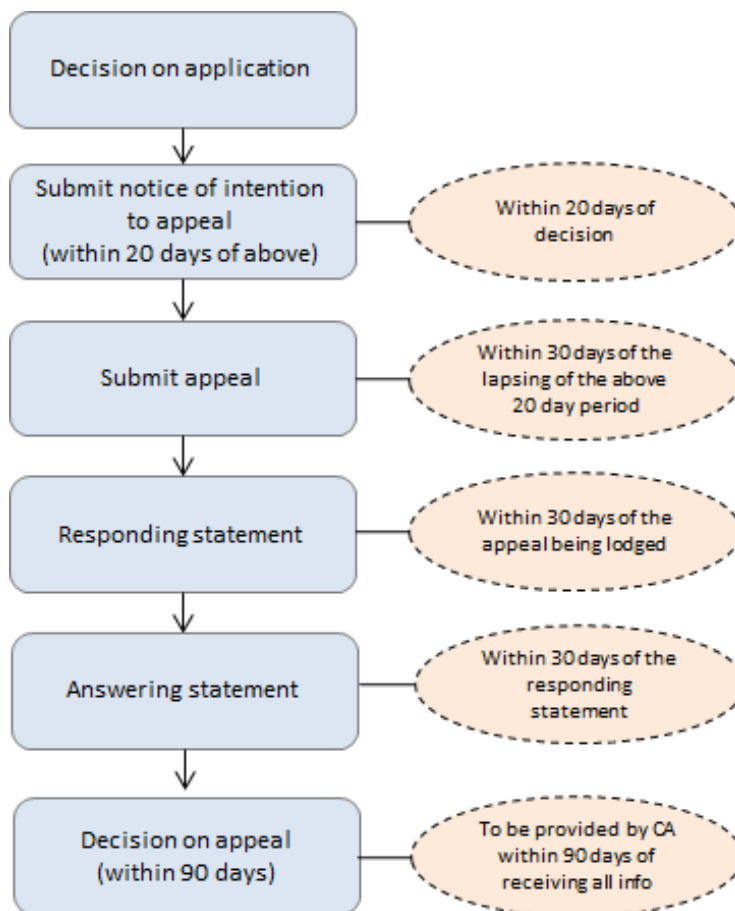 Decision on application
Submit notice of intention
to appeal
(within 20 days of above)
Within 20 days of
decision
Submit appeal
Within 30 days of the
lapsing of the above
20 day period
Responding statement
Within 30 days of the
appeal being lodged
Answering statement
Within 30 days of the
responding
statement
Decision on appeal
(within 90 days)
To be provided by CA
within 90 days of
receiving all info